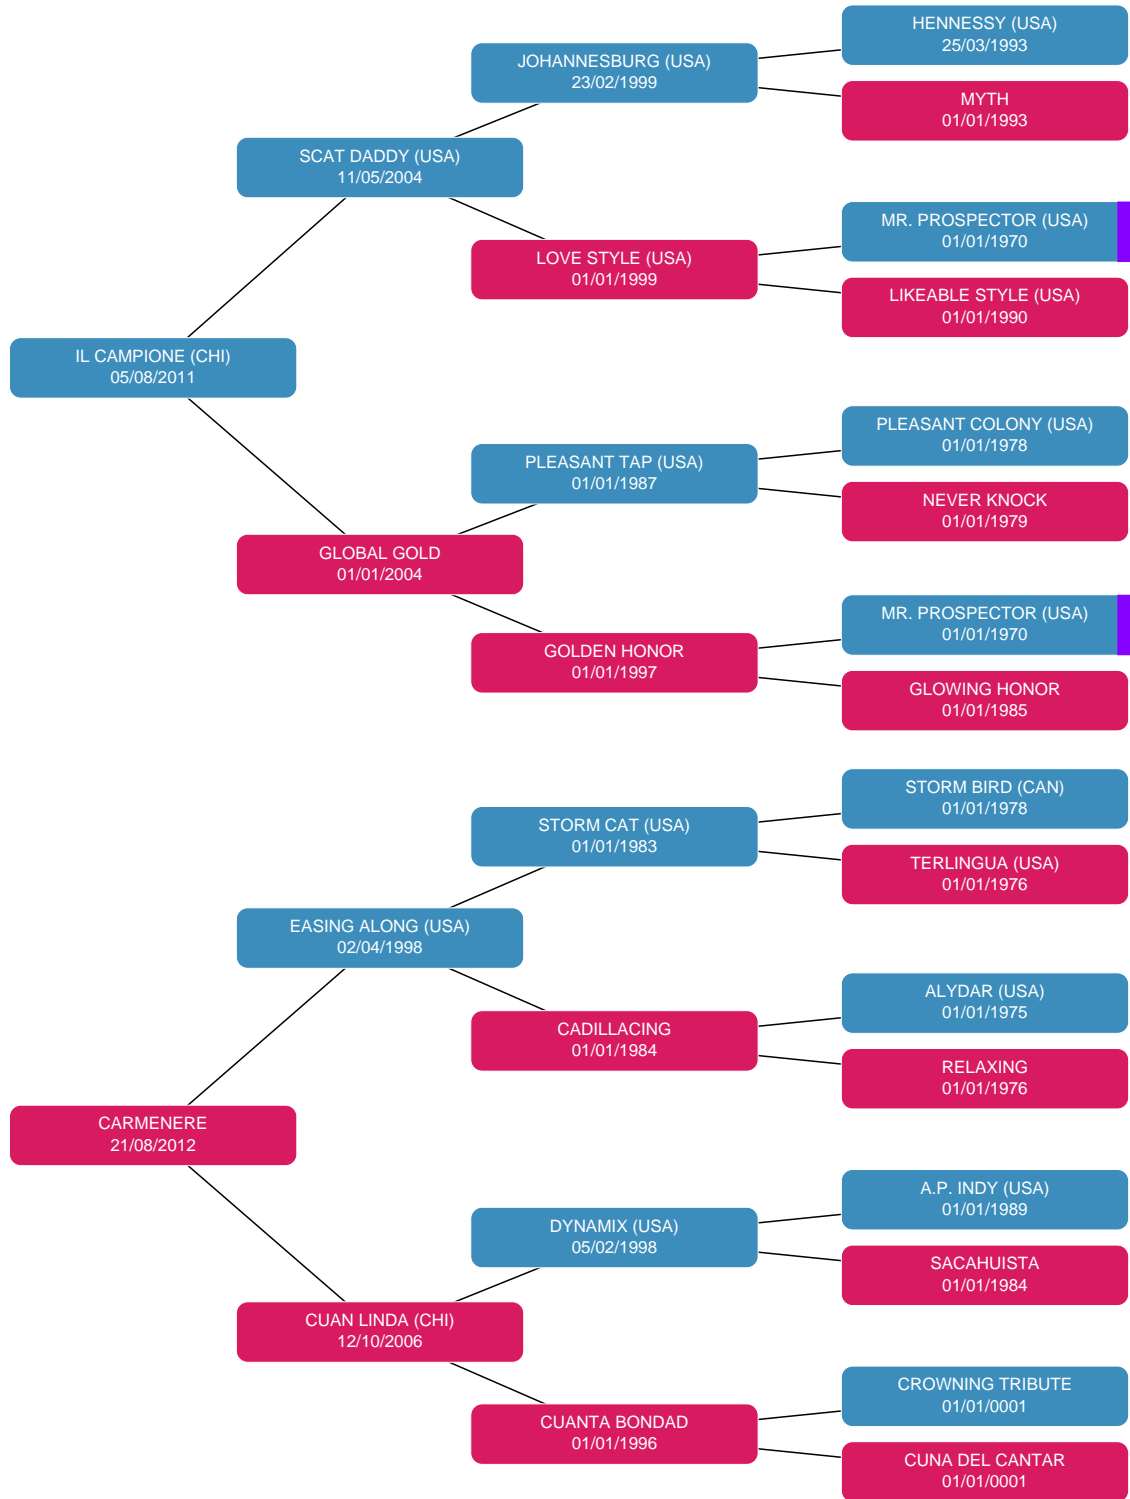 HENNESSY (USA)
25/03/1993
JOHANNESBURG (USA)
23/02/1999
MYTH
01/01/1993
SCAT DADDY (USA)
11/05/2004
MR. PROSPECTOR (USA)
01/01/1970
LOVE STYLE (USA)
01/01/1999
LIKEABLE STYLE (USA)
01/01/1990
IL CAMPIONE (CHI)
05/08/2011
PLEASANT COLONY (USA)
01/01/1978
PLEASANT TAP (USA)
01/01/1987
NEVER KNOCK
01/01/1979
GLOBAL GOLD
01/01/2004
MR. PROSPECTOR (USA)
01/01/1970
GOLDEN HONOR
01/01/1997
GLOWING HONOR
01/01/1985
STORM BIRD (CAN)
01/01/1978
STORM CAT (USA)
01/01/1983
TERLINGUA (USA)
01/01/1976
EASING ALONG (USA)
02/04/1998
ALYDAR (USA)
01/01/1975
CADILLACING
01/01/1984
RELAXING
01/01/1976
CARMENERE
21/08/2012
A.P. INDY (USA)
01/01/1989
DYNAMIX (USA)
05/02/1998
SACAHUISTA
01/01/1984
CUAN LINDA (CHI)
12/10/2006
CROWNING TRIBUTE
01/01/0001
CUANTA BONDAD
01/01/1996
CUNA DEL CANTAR
01/01/0001